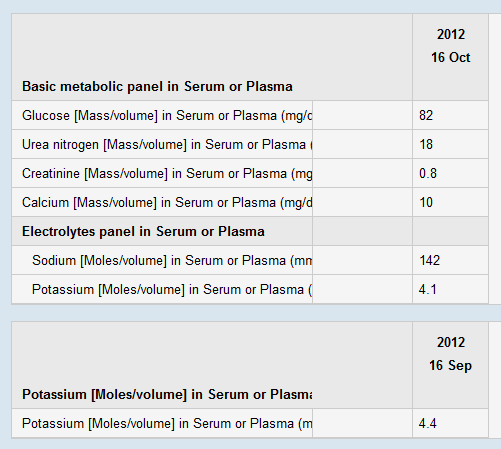 2012
16 Oct
Basic metabolic panel in Serum or Plasma
Glucose [Mass/volume] in Serum or Plasma (mg/d 82
Urea nitrogen [Mass/volume] in Serum or Plasma ( 18
Creatinine [Mass/volume] in Serum or Plasma (mg 0.8
Calcium [Mass/volume] in Serum or Plasma (mg/d 10
Electrolytes panel in Serum or Plasma
Sodium [Moles/volume] in Serum or Plasma (mm 142
Potassium [Moles/volume] in Serum or Plasma ( 4.1
2012
16 Sep
Potassium [Moles/volume] in Serum or Plasma
Potassium [Moles/volume] in Serum or Plasma (m 4.4